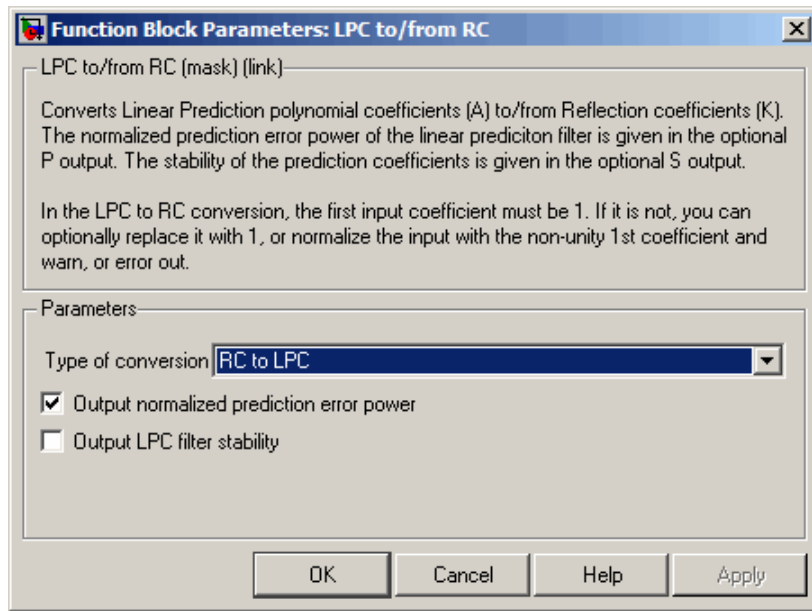 Function Block Parameters: LPC to/from RC
LPC to/from RC (mask) (link)
Converts Linear Prediction polynomial coefficients (A) to/from Reflection coefficients (K).
The normalized prediction error power of the linear prediciton filter is given in the optional
P output. The stability of the prediction coefficients is given in the optional S output.
In the LPC to RC conversion, the first input coefficient must be 1. If it is not, you can
optionally replace it with 1, or normalize the input with the non-unity 1st coefficient and
warn, or error out.
Parameters
Type of conversion RC to LPC
Output normalized prediction error power
Output LPC filter stability
OK Cancel Help Apply